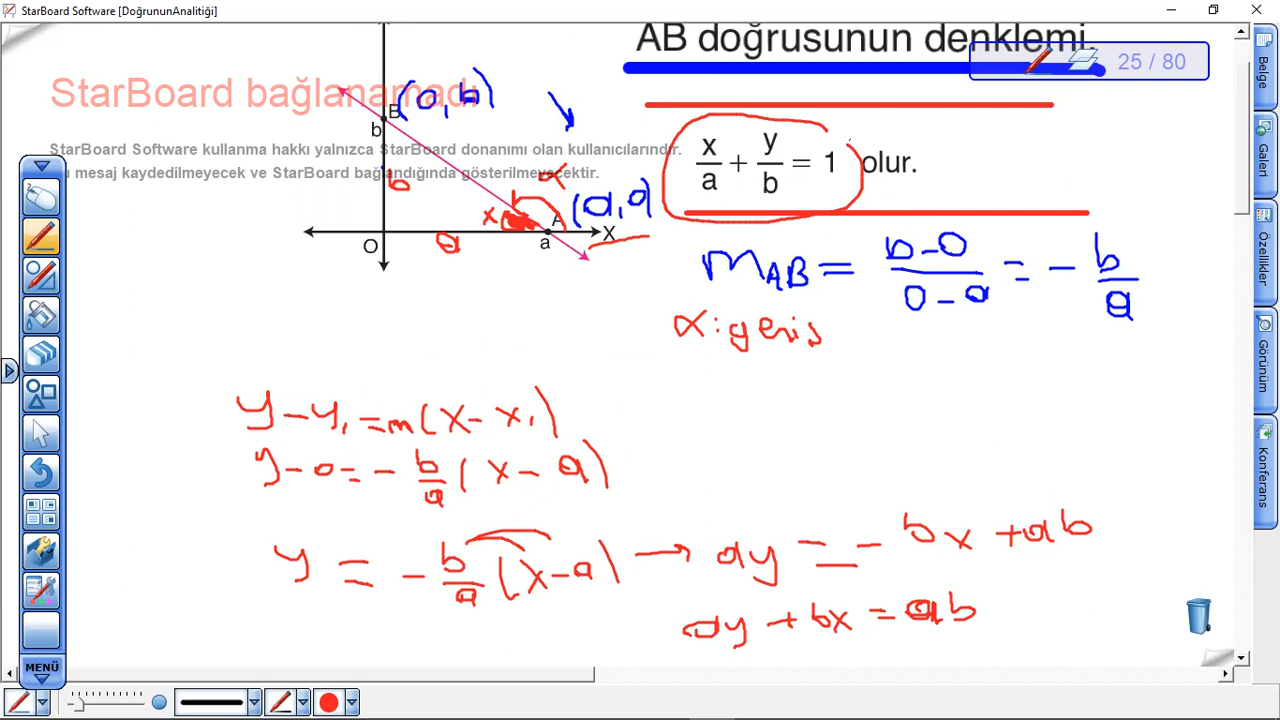 StarBoard Software [DoğrununAnalitiği]
AB doğrusunun denklemi.
25 / 80
StarBoard bağlanamadı
StarBoard Software kullanma hakkı yalnızca StarBoard donanımı olan kullanıcılarındır.
mesaj kaydedilmeyecek ve StarBoard bağlandığında gösterilmeyecektir.
B (0, b)
b
b
α
x
A (a, 0)
O
a
a
X
x/a + y/b = 1 olur.
mAB = b-0/0-a = - b/a
α: geniş
y - y₁ = m(x - x₁)
y - 0 = - b/a (x - a)
y = - b/a (x - a) → ay = - bx + ab
ay + bx = ab
Belge
Galeri
Özellikler
Görünüm
Konferans
MENÜ